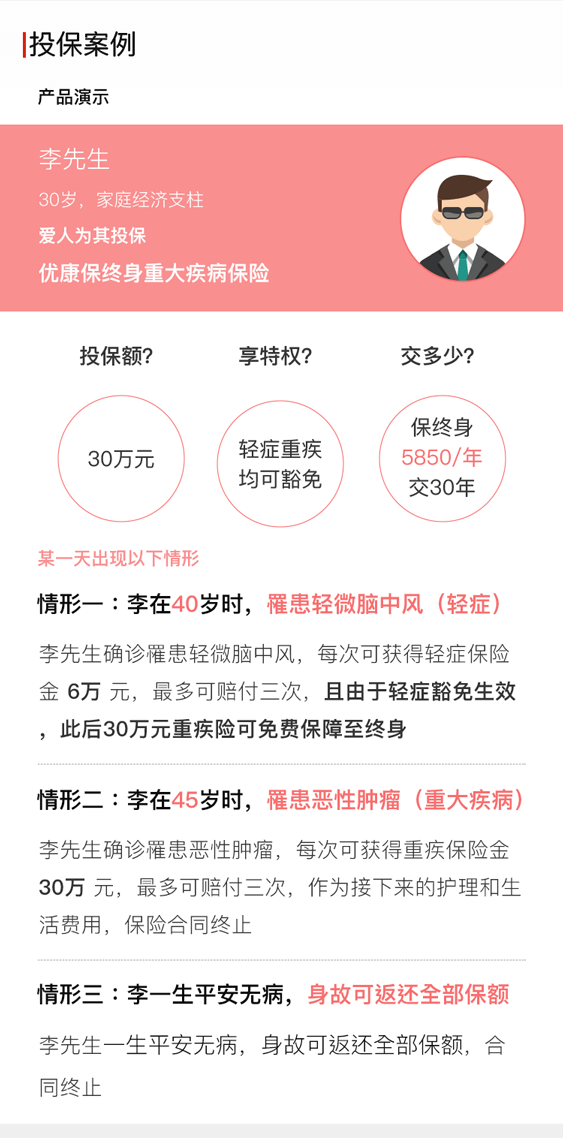 投保案例
产品演示
李先生
30岁，家庭经济支柱
爱人为其投保
优康保终身重大疾病保险
投保额?
享特权?
交多少?
30万元
轻症重疾
均可豁免
保终身
5850/年
交30年
某一天出现以下情形
情形一：李在40岁时，罹患轻微脑中风（轻症）
李先生确诊罹患轻微脑中风，每次可获得轻症保险
金 6万 元，最多可赔付三次，且由于轻症豁免生效
，此后30万元重疾险可免费保障至终身
情形二：李在45岁时，罹患恶性肿瘤（重大疾病）
李先生确诊罹患恶性肿瘤，每次可获得重疾保险金
30万 元，最多可赔付三次，作为接下来的护理和生
活费用，保险合同终止
情形三：李一生平安无病，身故可返还全部保额
李先生一生平安无病，身故可返还全部保额，合
同终止